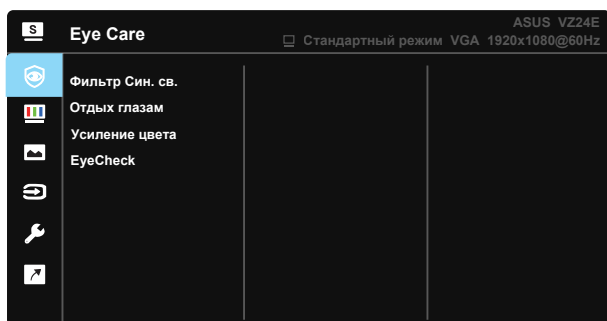 S
ASUS VZ24E
Eye Care
Стандартный режим VGA 1920x1080@60Hz
Фильтр Син. св.
Отдых глазам
Усиление цвета
EyeCheck